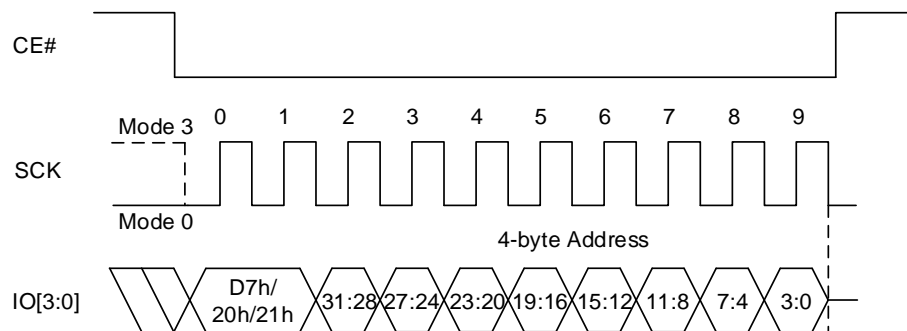 CE#
Mode 3
0 1 2 3 4 5 6 7 8 9
SCK
Mode 0
4-byte Address
IO[3:0]
D7h/
20h/21h
31:28 27:24 23:20 19:16 15:12 11:8 7:4 3:0